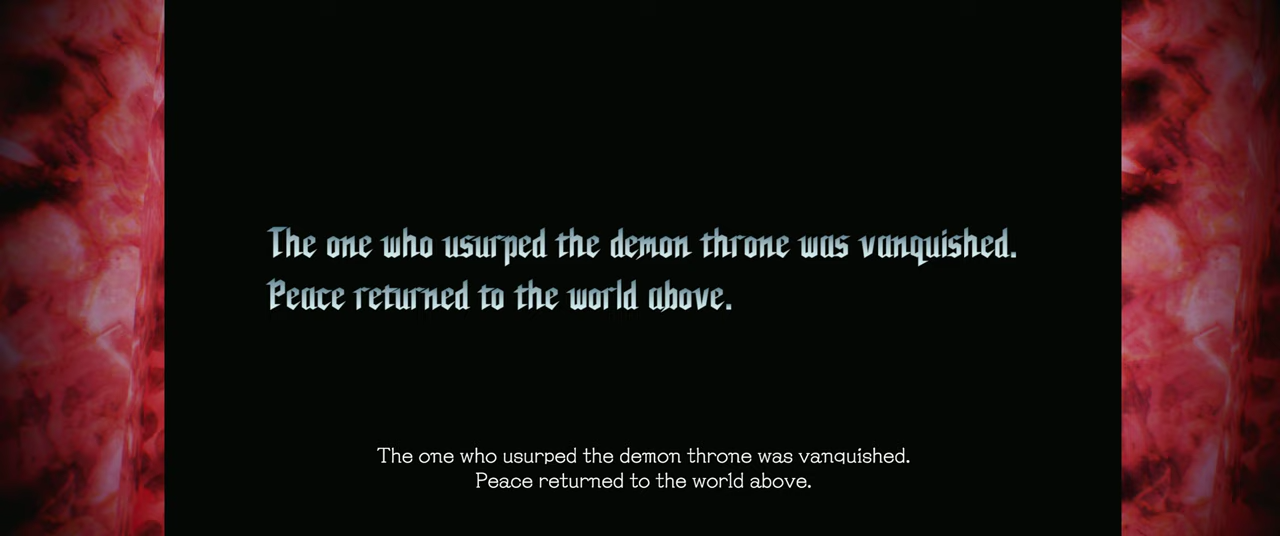 The one who usurped the demon throne was vanquished.
Peace returned to the world above.
The one who usurped the demon throne was vanquished.
Peace returned to the world above.